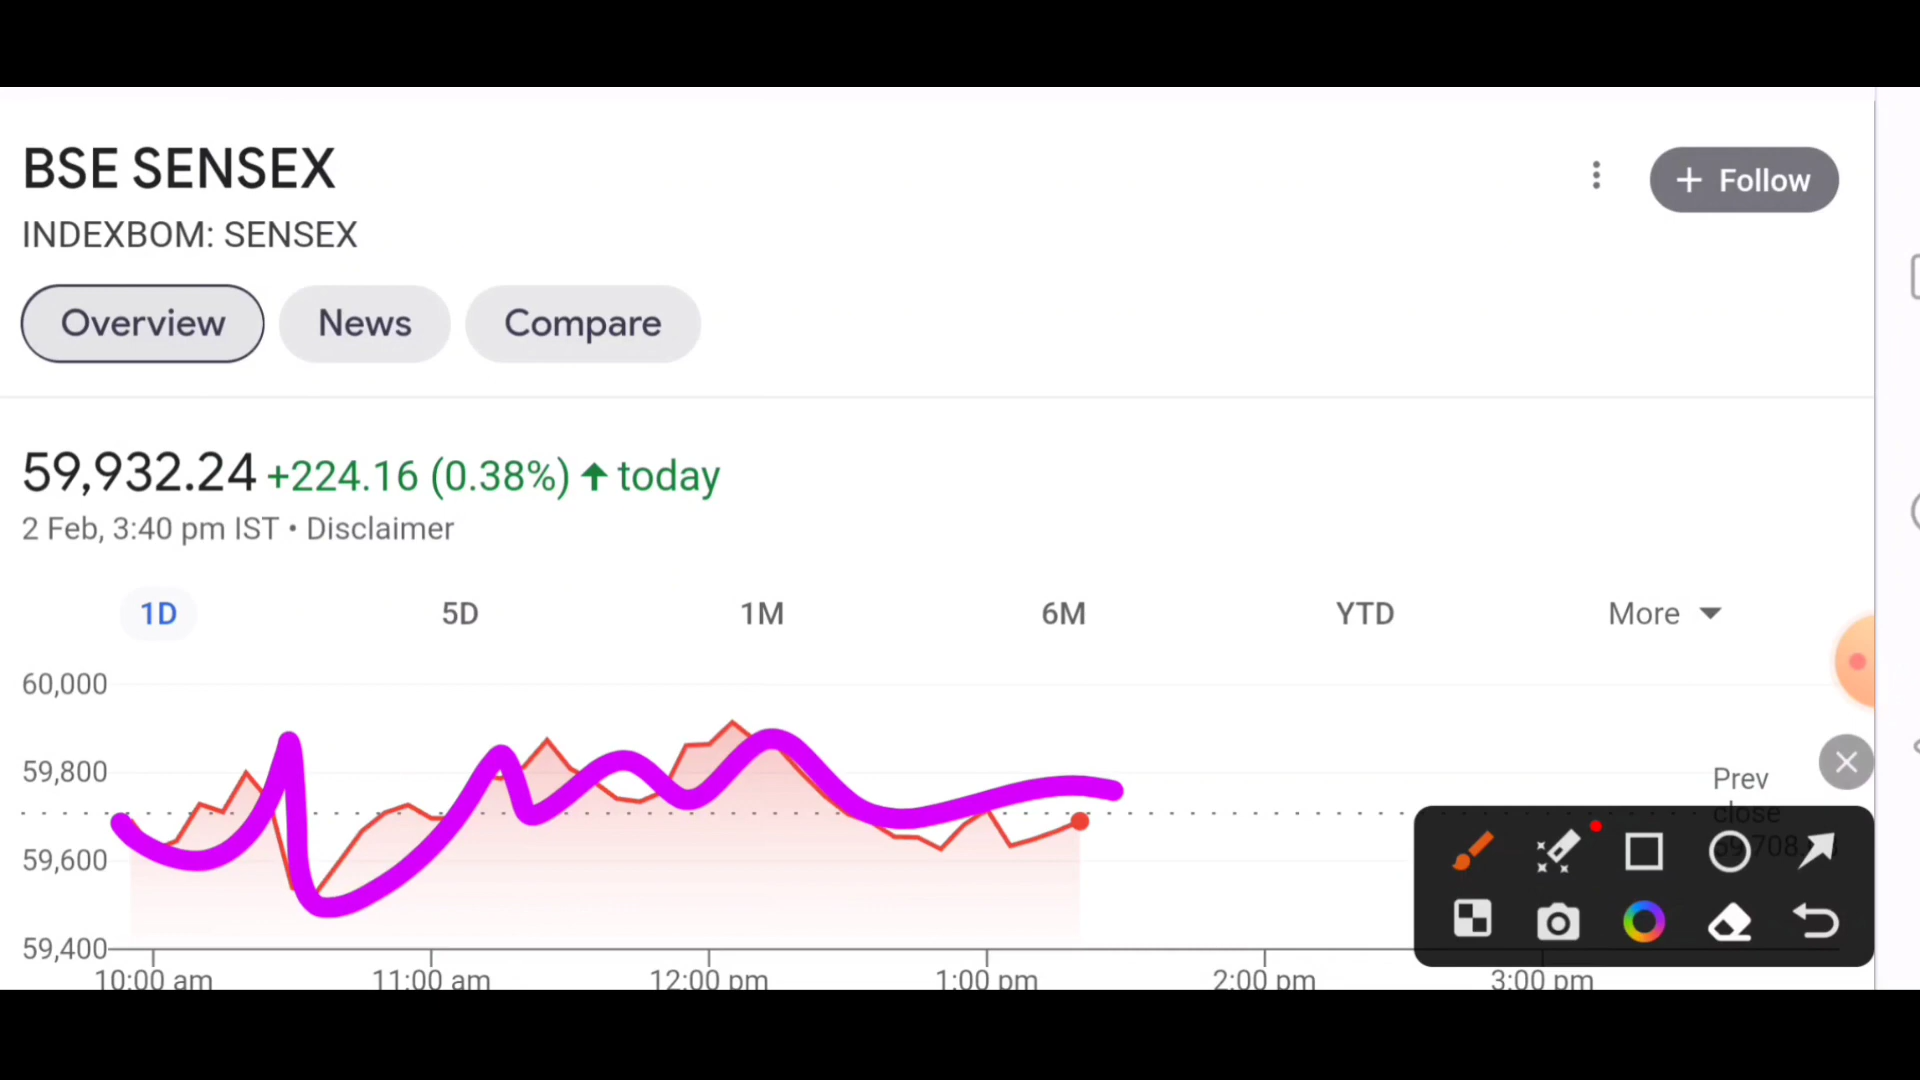 BSE SENSEX
+ Follow
INDEXBOM: SENSEX
Overview News Compare
59,932.24 +224.16 (0.38%) ↑ today
2 Feb, 3:40 pm IST • Disclaimer
1D 5D 1M 6M YTD More
60,000
59,800
59,600
59,400
Prev
close
10:00 am 11:00 am 12:00 pm 1:00 pm 2:00 pm 3:00 pm